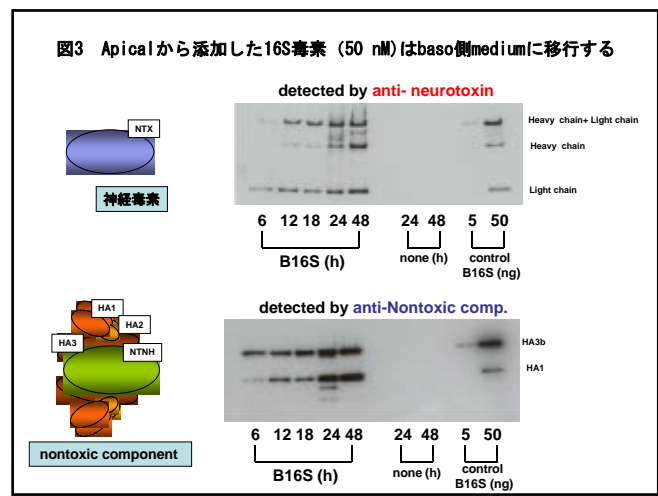 図3 Apicalから添加した16S毒素 (50 nM)はbaso側mediumに移行する
detected by anti- neurotoxin
NTX
神経毒素
Heavy chain+ Light chain
Heavy chain
Light chain
6 12 18 24 48 24 48 5 50
B16S (h) none (h) control
B16S (ng)
detected by anti-Nontoxic comp.
HA1
HA2
HA3
NTNH
nontoxic component
HA3b
HA1
6 12 18 24 48 24 48 5 50
B16S (h) none (h) control
B16S (ng)